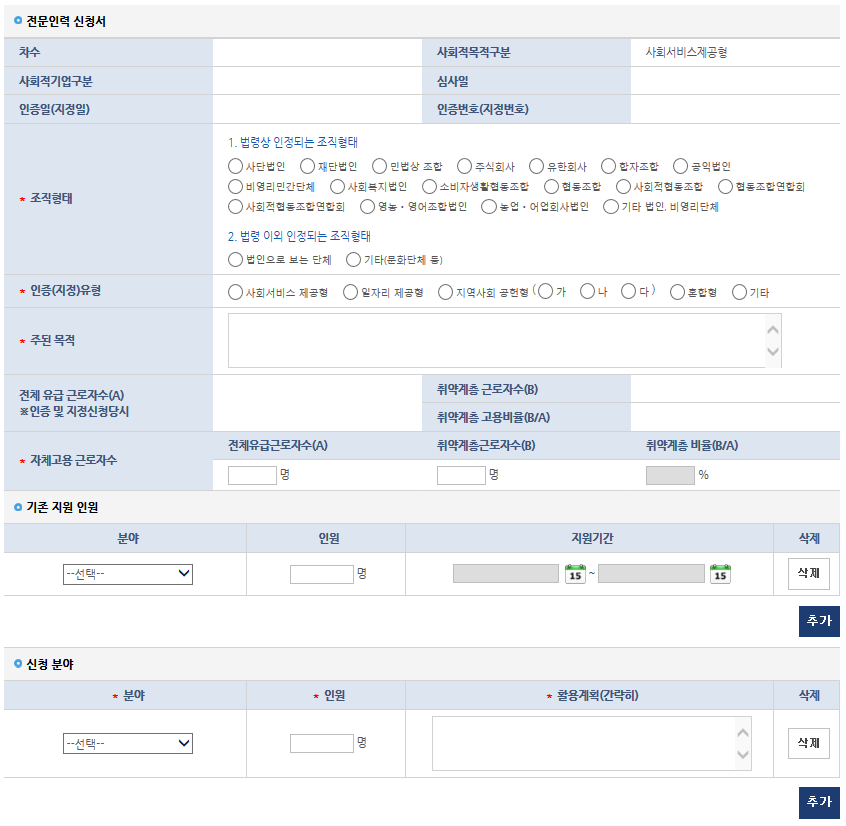 전문인력 신청서
차수 사회적목적구분 사회서비스제공형
사회적기업구분 심사일
인증일(지정일) 인증번호(지정번호)
* 조직형태
1. 법령상 인정되는 조직형태
사단법인 재단법인 민법상 조합 주식회사 유한회사 합자조합 공익법인
비영리민간단체 사회복지법인 소비자생활협동조합 협동조합 사회적협동조합 협동조합연합회
사회적협동조합연합회 영농·영어조합법인 농업·어업회사법인 기타 법인, 비영리단체
2. 법령 이외 인정되는 조직형태
법인으로 보는 단체 기타(문화단체 등)
* 인증(지정)유형 사회서비스 제공형 일자리 제공형 지역사회 공헌형 ( 가 나 다 ) 혼합형 기타
* 주된 목적
전체 유급 근로자수(A)
※인증 및 지정신청당시
취약계층 근로자수(B)
취약계층 고용비율(B/A)
* 자체고용 근로자수
전체유급근로자수(A) 취약계층근로자수(B) 취약계층 비율(B/A)
명 명 %
기존 지원 인원
분야 인원 지원기간 삭제
--선택-- 명 15 ~ 15 삭제
추가
신청 분야
* 분야 * 인원 * 활용계획(간략히) 삭제
--선택-- 명 삭제
추가